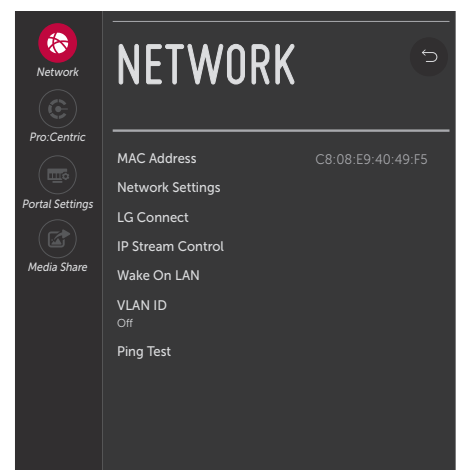 Network
Pro:Centric
Portal Settings
Media Share
NETWORK
MAC Address C8:08:E9:40:49:F5
Network Settings
LG Connect
IP Stream Control
Wake On LAN
VLAN ID
Off
Ping Test